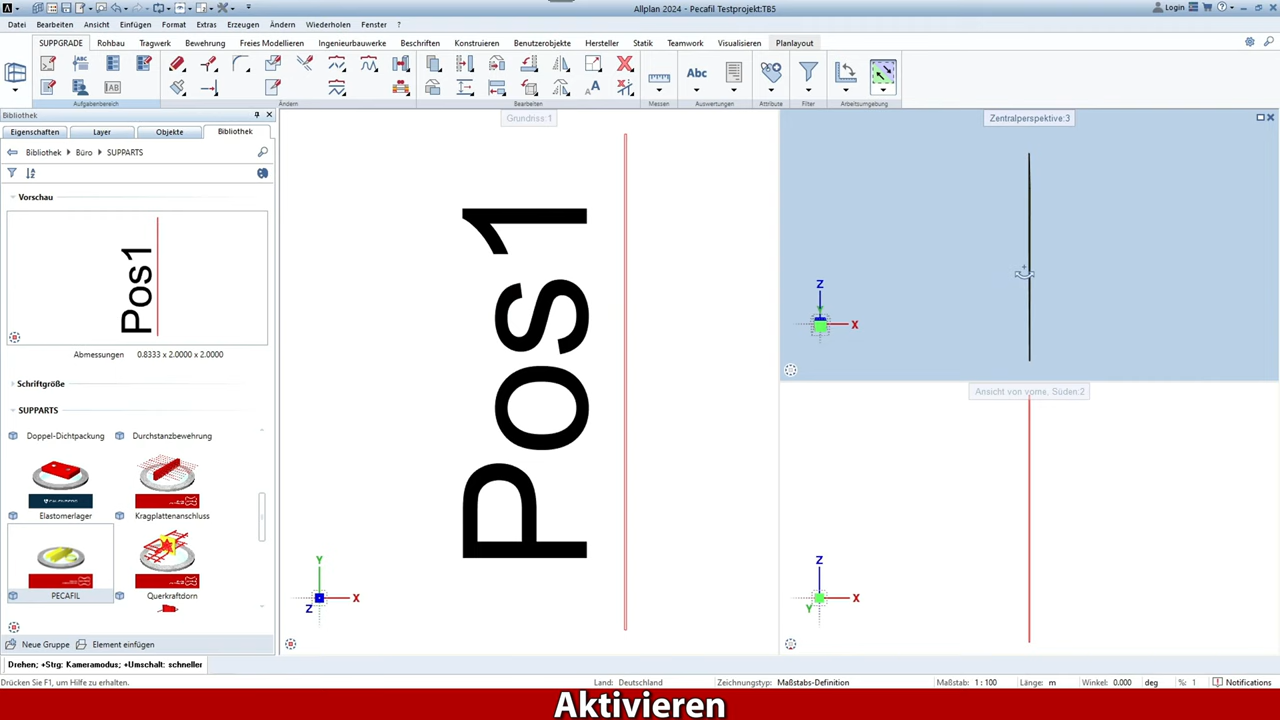 Allplan 2024 - Pecafil Testprojekt:TB5
Login
Datei Bearbeiten Ansicht Einfügen Format Extras Erzeugen Ändern Wiederholen Fenster ?
SUPPGRADE Rohbau Tragwerk Bewehrung Freies Modellieren Ingenieurbauwerke Beschriften Konstruieren Benutzerobjekte Hersteller Statik Teamwork Visualisieren Planlayout
Abc
Aufgabenbereich Ändern Bearbeiten Messen Auswertungen Attribute Filter Arbeitsumgebung
Bibliothek
Eigenschaften Layer Objekte Bibliothek
Bibliothek Büro SUPPARTS
Vorschau
Pos1
Abmessungen 0.8333 x 2.0000 x 2.0000
Schriftgröße
SUPPARTS
Doppel-Dichtpackung Durchstanzbewehrung
Elastomerlager Kragplattenanschluss
PECAFIL Querkraftdorn
Neue Gruppe Element einfügen
Grundriss:1
Pos1
Y
Z X
Zentralperspektive:3
Z
X
Ansicht von vorne, Süden:2
Z
Y X
Drehen; +Strg: Kameramodus; +Umschalt: schneller
Drücken Sie F1, um Hilfe zu erhalten. Land: Deutschland Zeichnungstyp: Maßstabs-Definition Maßstab: 1 : 100 Länge: m Winkel: 0.000 deg %: 1 Notifications
Aktivieren